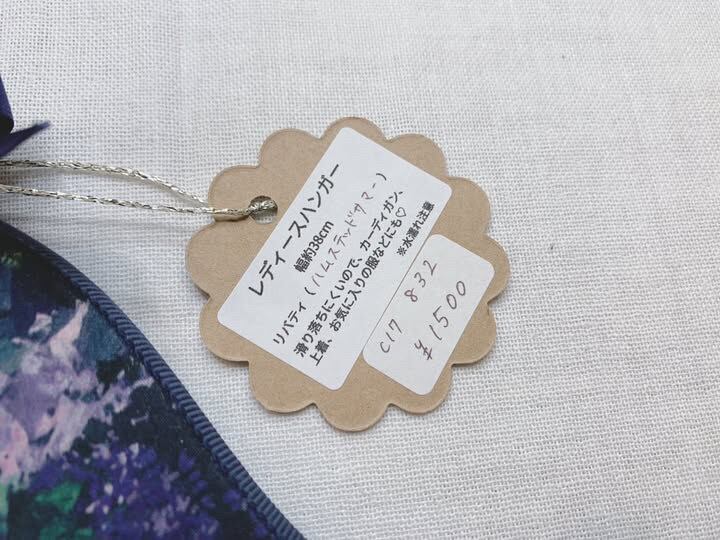 レディースハンガー
幅約38cm
リバティ（ハムステッドサマー）
滑り落ちにくいので、カーディガン、
上着、お気に入りの服などにも♡
※水濡れ注意
C17 832
¥1500